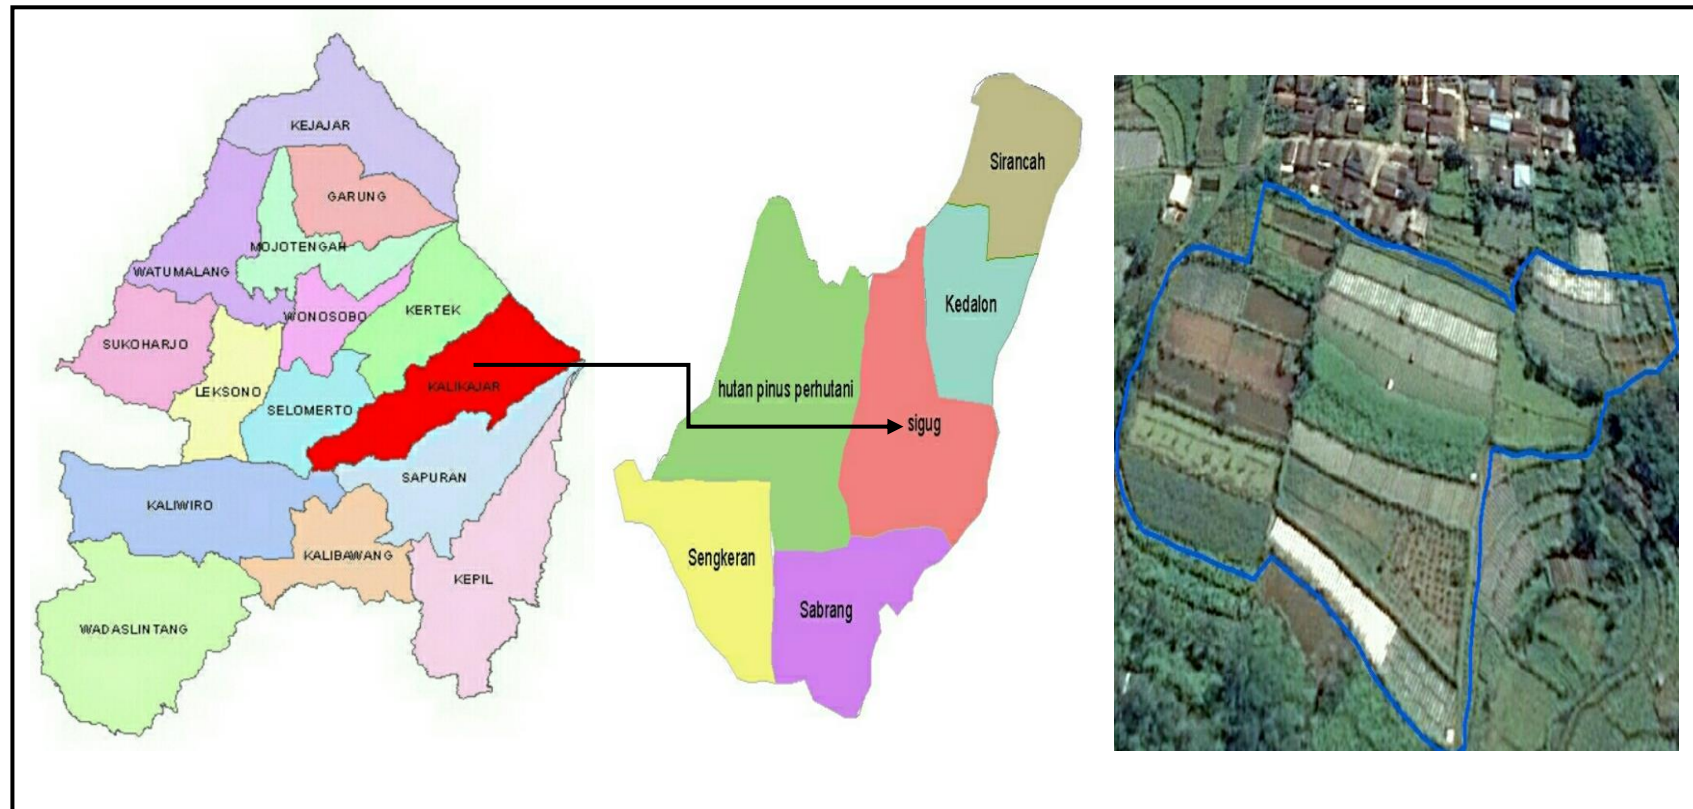 KEJAJAR
GARUNG
MOJOTENGAH
WATUMALANG
WONOSOBO
KERTEK
SUKOHARJO
LEKSONO
SELOMERTO
KALIKAJAR
SAPURAN
KALIWIRO
KALIBAWANG
KEPIL
WADASLINTANG
Sirancah
Kedalon
hutan pinus perhutani
sigug
Sengkeran
Sabrang